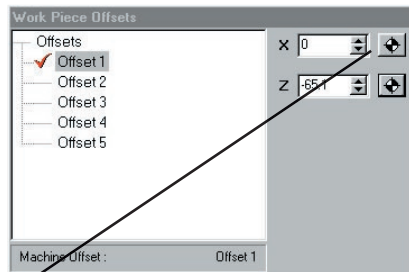 Work Piece Offsets
Offsets
Offset 1
Offset 2
Offset 3
Offset 4
Offset 5
X 0
Z -65.1
Machine Offset : Offset 1